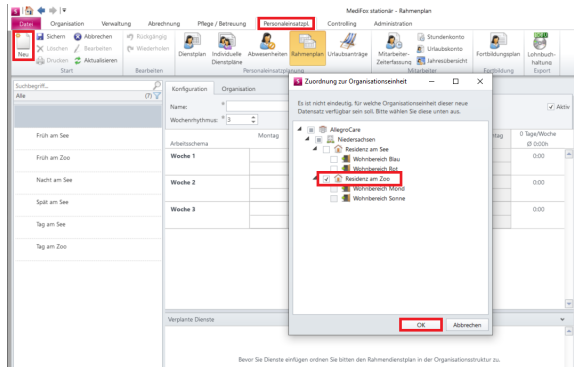 MediFox stationär - Rahmenplan
Datei Organisation Verwaltung Abrechnung Pflege / Betreuung Personaleinsatzpl. Controlling Administration
Neu
Sichern Abbrechen
Löschen Bearbeiten
Drucken Aktualisieren
Start
Rückgängig
Wiederholen
Bearbeiten
Dienstplan Individuelle Dienstpläne Abwesenheiten Rahmenplan Urlaubsanträge
Personaleinsatzplanung
Mitarbeiter-
Zeiterfassung
Stundenkonto
Urlaubskonto
Jahresübersicht
Mitarbeiter
Fortbildungsplan
Fortbildung
Lohnbuch-
haltung
Export
Suchbegriff...
Alle (7)
Früh am See
Früh am Zoo
Nacht am See
Spät am See
Tag am See
Tag am Zoo
Konfiguration Organisation
Name: *
Aktiv
Wochenrhythmus: * 3
Montag
Arbeitsschema
0 Tage/Woche
Ø 0:00h
Woche 1 0:00
Woche 2 0:00
Woche 3 0:00
Zuordnung zur Organisationseinheit
Es ist nicht eindeutig, für welche Organisationseinheit dieser neue
Datensatz verfügbar sein soll. Bitte wählen Sie diese unten aus.
AllegroCare
Niedersachsen
Residenz am See
Wohnbereich Blau
Wohnbereich Rot
Residenz am Zoo
Wohnbereich Mond
Wohnbereich Sonne
OK Abbrechen
Verplante Dienste
Bevor Sie Dienste einfügen ordnen Sie bitten den Rahmendienstplan in der Organisationsstruktur zu.